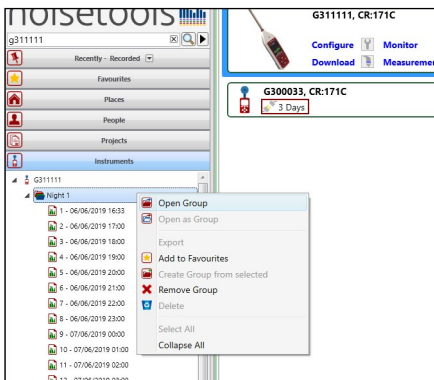 noisetools
g311111
Recently - Recorded
Favourites
Places
People
Projects
Instruments
G311111
Night 1
1 - 06/06/2019 16:33
2 - 06/06/2019 17:00
3 - 06/06/2019 18:00
4 - 06/06/2019 19:00
5 - 06/06/2019 20:00
6 - 06/06/2019 21:00
7 - 06/06/2019 22:00
8 - 06/06/2019 23:00
9 - 07/06/2019 00:00
10 - 07/06/2019 01:00
11 - 07/06/2019 02:00
Open Group
Open as Group
Export
Add to Favourites
Create Group from selected
Remove Group
Delete
Select All
Collapse All
G311111, CR:171C
Configure Monitor
Download Measuremen
G300033, CR:171C
3 Days